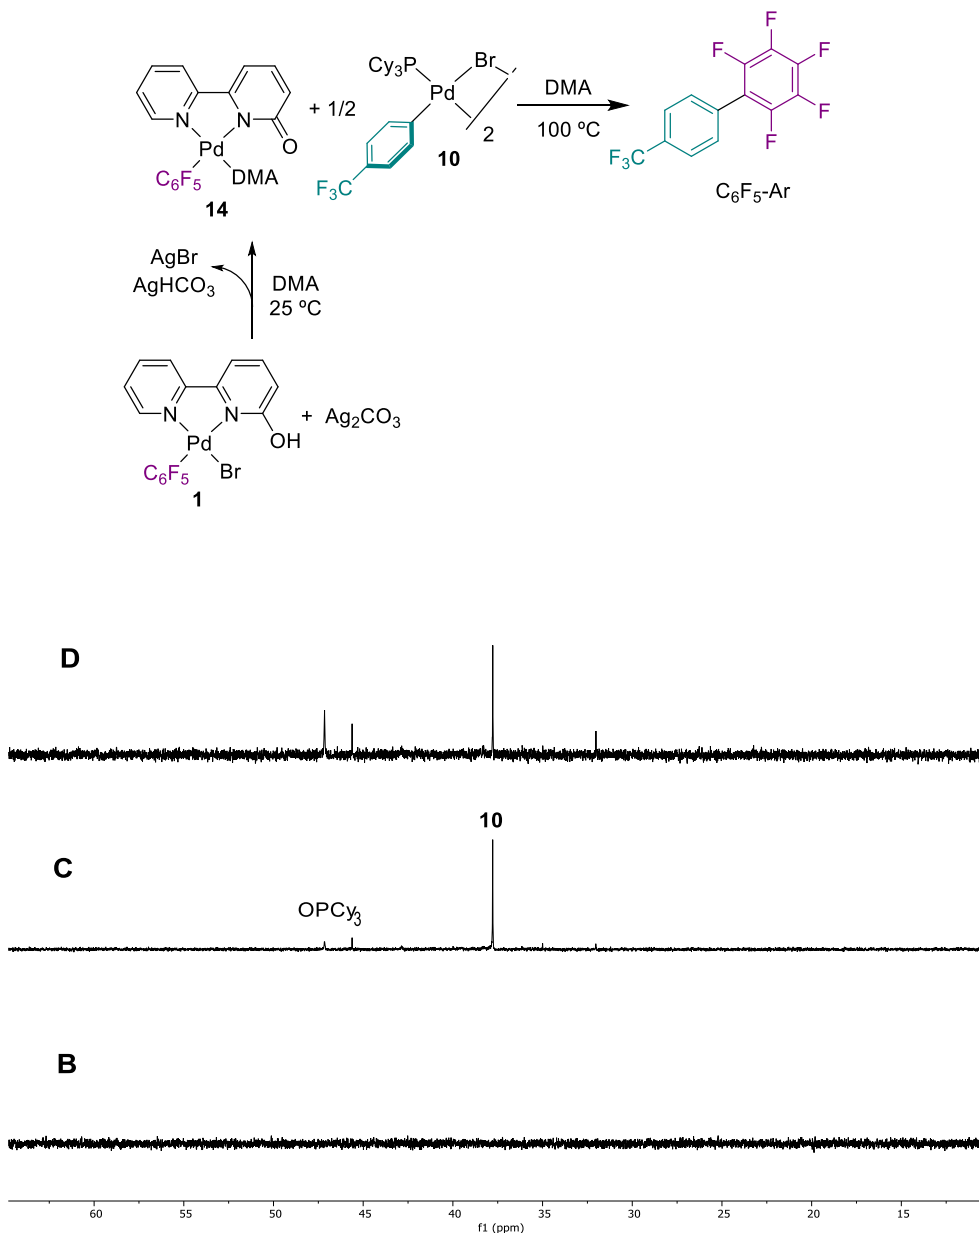 Cy3P
Br
N
N
O
+ 1/2
Pd
Pd
2
C6F5
DMA
10
F3C
14
DMA
100 ºC
F
F
F
F
F
F3C
C6F5-Ar
AgBr
AgHCO3
DMA
25 ºC
N
N
OH
+ Ag2CO3
Pd
C6F5
Br
1
D
10
C
OPCy3
B
60 55 50 45 40 35 30 25 20 15
f1 (ppm)